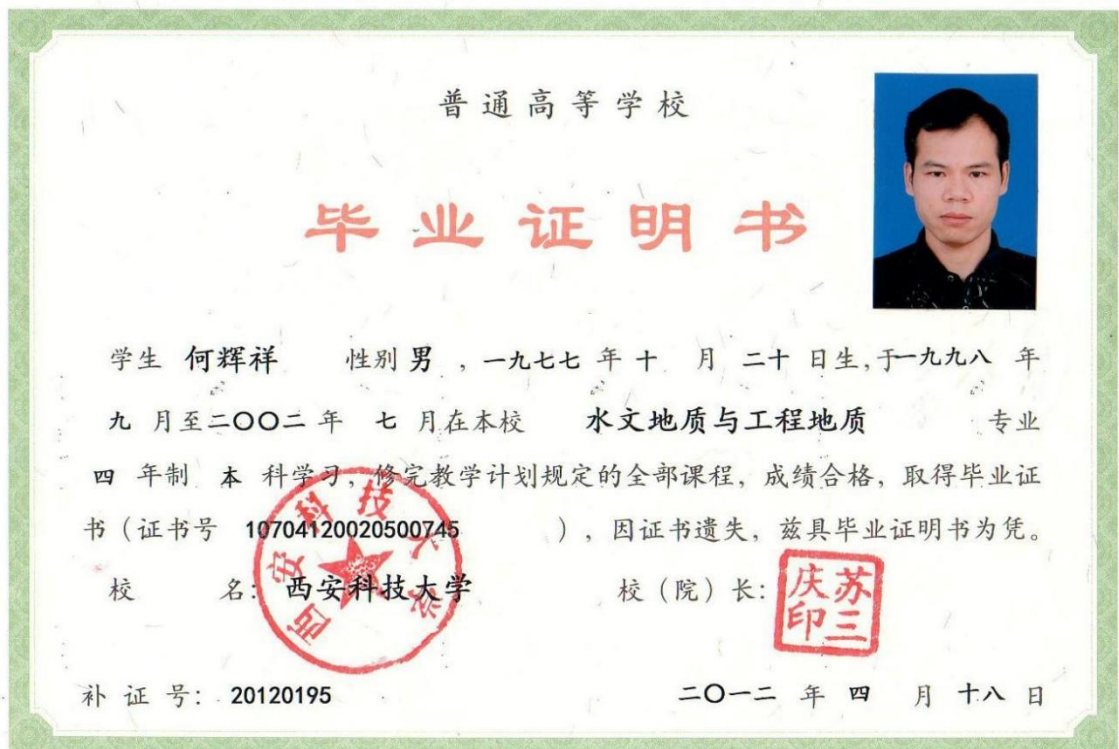 普通高等学校
毕业证明书
学生 何辉祥 性别 男 ，一九七七 年 十 月 二十 日生，于一九九八 年
九 月至二〇〇二 年 七 月在本校 水文地质与工程地质 专业
四 年制 本 科学习，修完教学计划规定的全部课程，成绩合格，取得毕业证
书（证书号 107041200205000745 ），因证书遗失，兹具毕业证明书为凭。
校 名：西安科技大学 校（院）长：苏三庆印
西安科技大学
补 证 号：20120195 二〇一二 年 四 月 十八 日